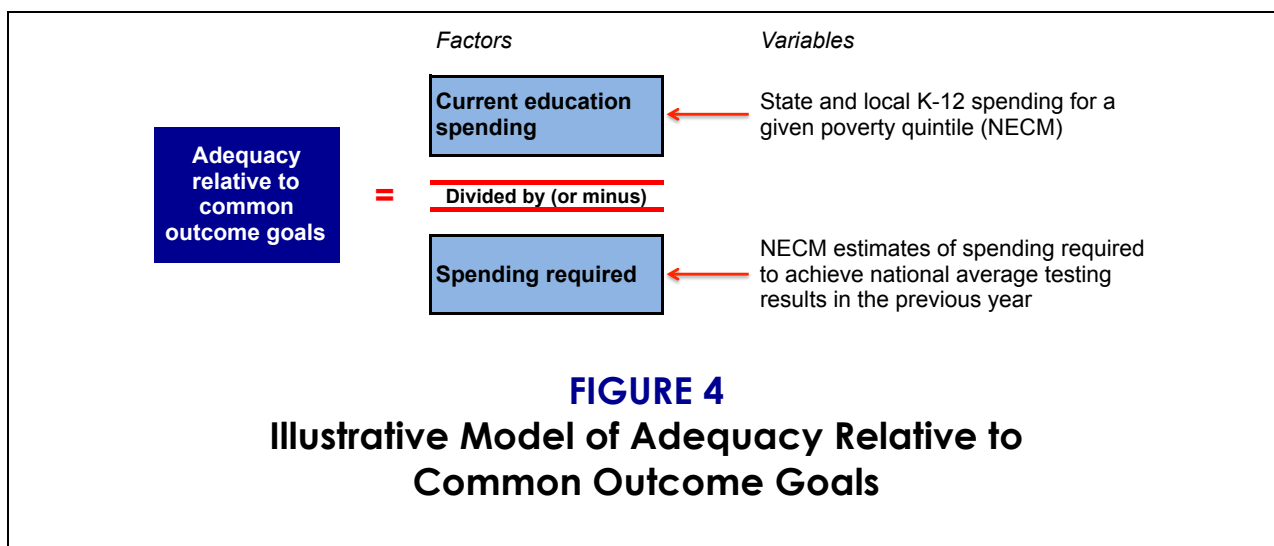 Factors
Variables
Current education
spending
State and local K-12 spending for a
given poverty quintile (NECM)
Adequacy
relative to
common
outcome goals
=
Divided by (or minus)
Spending required
NECM estimates of spending required
to achieve national average testing
results in the previous year
FIGURE 4
Illustrative Model of Adequacy Relative to
Common Outcome Goals